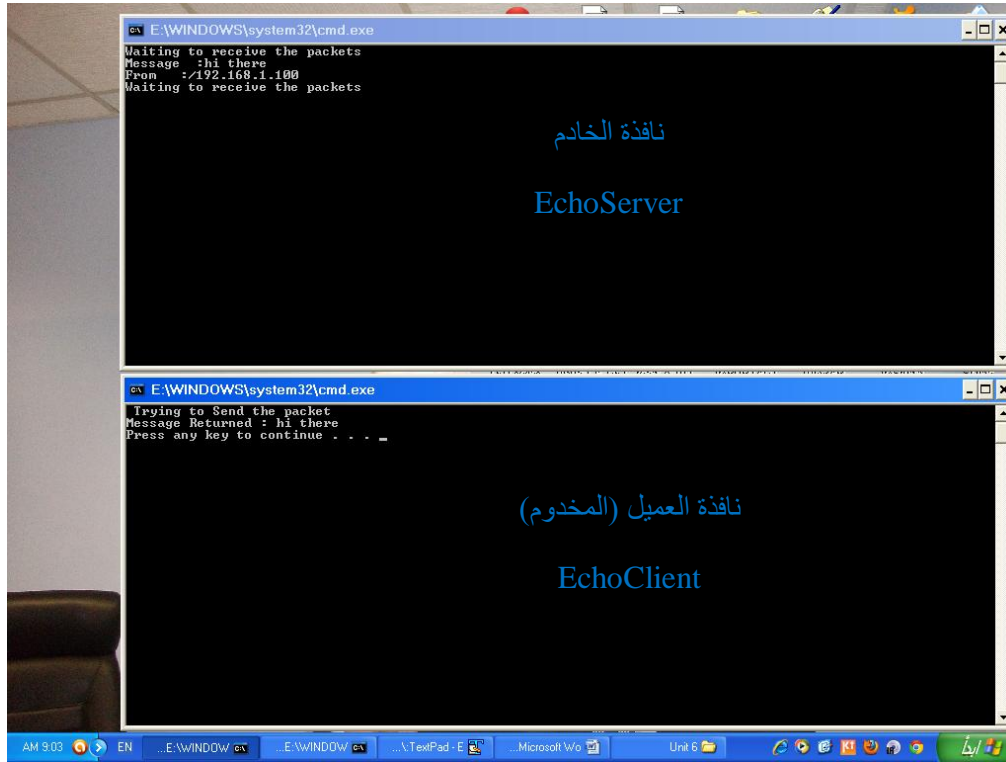 E:\WINDOWS\system32\cmd.exe
Waiting to receive the packets
Message  :hi there
From   :/192.168.1.100
Waiting to receive the packets
نافذة الخادم
EchoServer
E:\WINDOWS\system32\cmd.exe
Trying to Send the packet
Message Returned : hi there
Press any key to continue . . . _
نافذة العميل (المخدوم)
EchoClient
AM 9:03 EN ...E:\WINDOW ...E:\WINDOW ...\:TextPad - E ...Microsoft Wo Unit 6 ابدأ